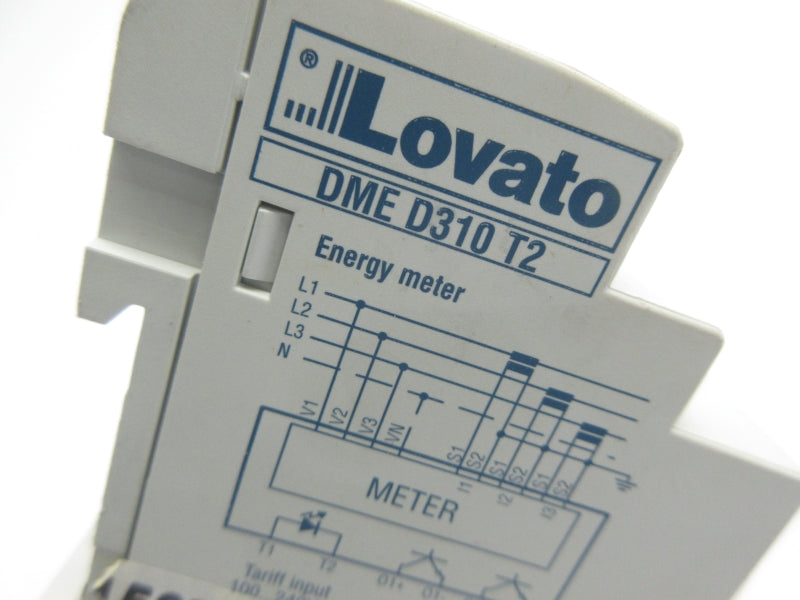 ®
Lovato
DME D310 T2
Energy meter
L1
L2
L3
N
V1 V2 V3 VN S1 S2 S1 S2 S1 S2
I1 I2 I3
METER
T1 T2 OT+
Tariff input